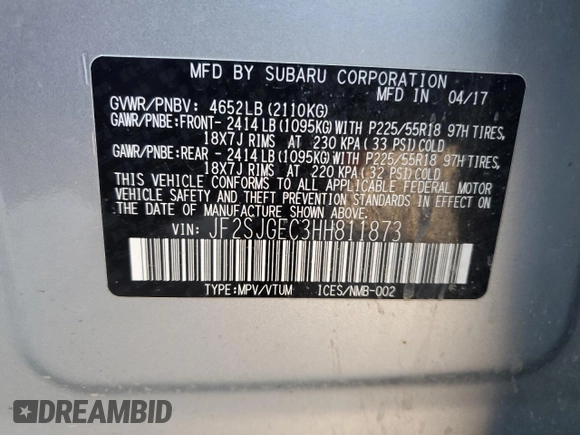 MFD BY SUBARU CORPORATION
MFD IN 04/17
GVWR/PNBV: 4652LB(2110KG)
GAWR/PNBE:FRONT- 2414LB(1095KG)WITH P225/55R18 97H TIRES,
18X7J RIMS AT 230 KPA(33 PSI)COLD
GAWR/PNBE:REAR - 2414LB(1095KG)WITH P225/55R18 97H TIRES,
18X7J RIMS AT 220 KPA(32 PSI)COLD
THIS VEHICLE CONFORMS TO ALL APPLICABLE FEDERAL MOTOR
VEHICLE SAFETY AND THEFT PREVENTION STANDARDS IN EFFECT ON
THE DATE OF MANUFACTURE SHOWN ABOVE.
VIN: JF2SJGEC3HH811873
TYPE:MPV/VTUM ICES/NMB-002
DREAMBID